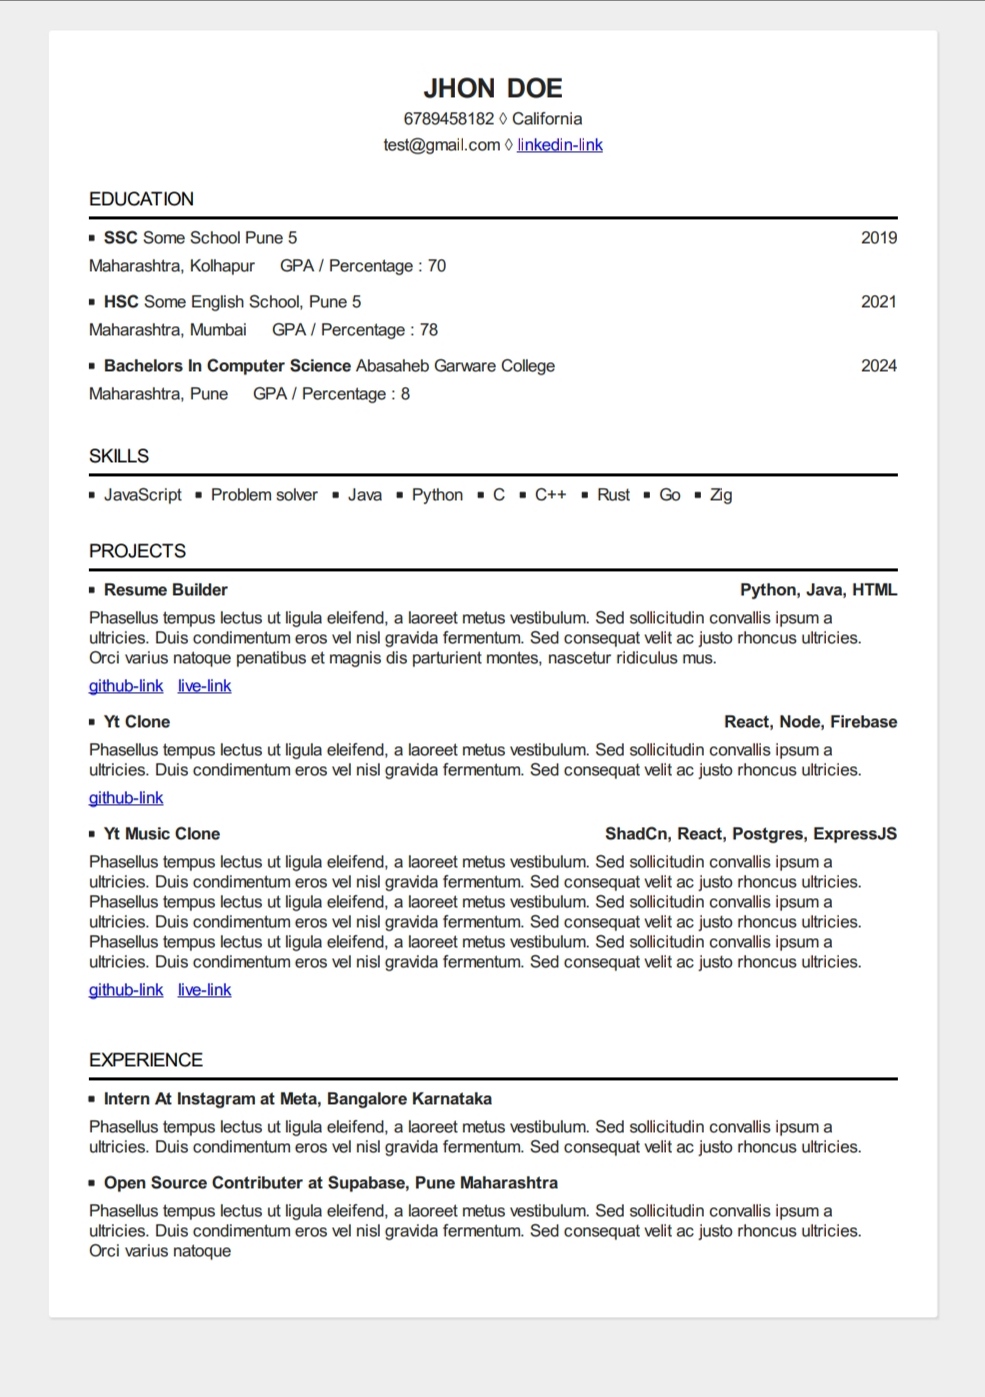 JHON DOE
6789458182 ◊ California
test@gmail.com ◊ linkedin-link
EDUCATION
▪ SSC Some School Pune 5 2019
Maharashtra, Kolhapur GPA / Percentage : 70
▪ HSC Some English School, Pune 5 2021
Maharashtra, Mumbai GPA / Percentage : 78
▪ Bachelors In Computer Science Abasaheb Garware College 2024
Maharashtra, Pune GPA / Percentage : 8
SKILLS
▪ JavaScript ▪ Problem solver ▪ Java ▪ Python ▪ C ▪ C++ ▪ Rust ▪ Go ▪ Zig
PROJECTS
▪ Resume Builder Python, Java, HTML
Phasellus tempus lectus ut ligula eleifend, a laoreet metus vestibulum. Sed sollicitudin convallis ipsum a
ultricies. Duis condimentum eros vel nisl gravida fermentum. Sed consequat velit ac justo rhoncus ultricies.
Orci varius natoque penatibus et magnis dis parturient montes, nascetur ridiculus mus.
github-link live-link
▪ Yt Clone React, Node, Firebase
Phasellus tempus lectus ut ligula eleifend, a laoreet metus vestibulum. Sed sollicitudin convallis ipsum a
ultricies. Duis condimentum eros vel nisl gravida fermentum. Sed consequat velit ac justo rhoncus ultricies.
github-link
▪ Yt Music Clone ShadCn, React, Postgres, ExpressJS
Phasellus tempus lectus ut ligula eleifend, a laoreet metus vestibulum. Sed sollicitudin convallis ipsum a
ultricies. Duis condimentum eros vel nisl gravida fermentum. Sed consequat velit ac justo rhoncus ultricies.
Phasellus tempus lectus ut ligula eleifend, a laoreet metus vestibulum. Sed sollicitudin convallis ipsum a
ultricies. Duis condimentum eros vel nisl gravida fermentum. Sed consequat velit ac justo rhoncus ultricies.
Phasellus tempus lectus ut ligula eleifend, a laoreet metus vestibulum. Sed sollicitudin convallis ipsum a
ultricies. Duis condimentum eros vel nisl gravida fermentum. Sed consequat velit ac justo rhoncus ultricies.
github-link live-link
EXPERIENCE
▪ Intern At Instagram at Meta, Bangalore Karnataka
Phasellus tempus lectus ut ligula eleifend, a laoreet metus vestibulum. Sed sollicitudin convallis ipsum a
ultricies. Duis condimentum eros vel nisl gravida fermentum. Sed consequat velit ac justo rhoncus ultricies.
▪ Open Source Contributer at Supabase, Pune Maharashtra
Phasellus tempus lectus ut ligula eleifend, a laoreet metus vestibulum. Sed sollicitudin convallis ipsum a
ultricies. Duis condimentum eros vel nisl gravida fermentum. Sed consequat velit ac justo rhoncus ultricies.
Orci varius natoque